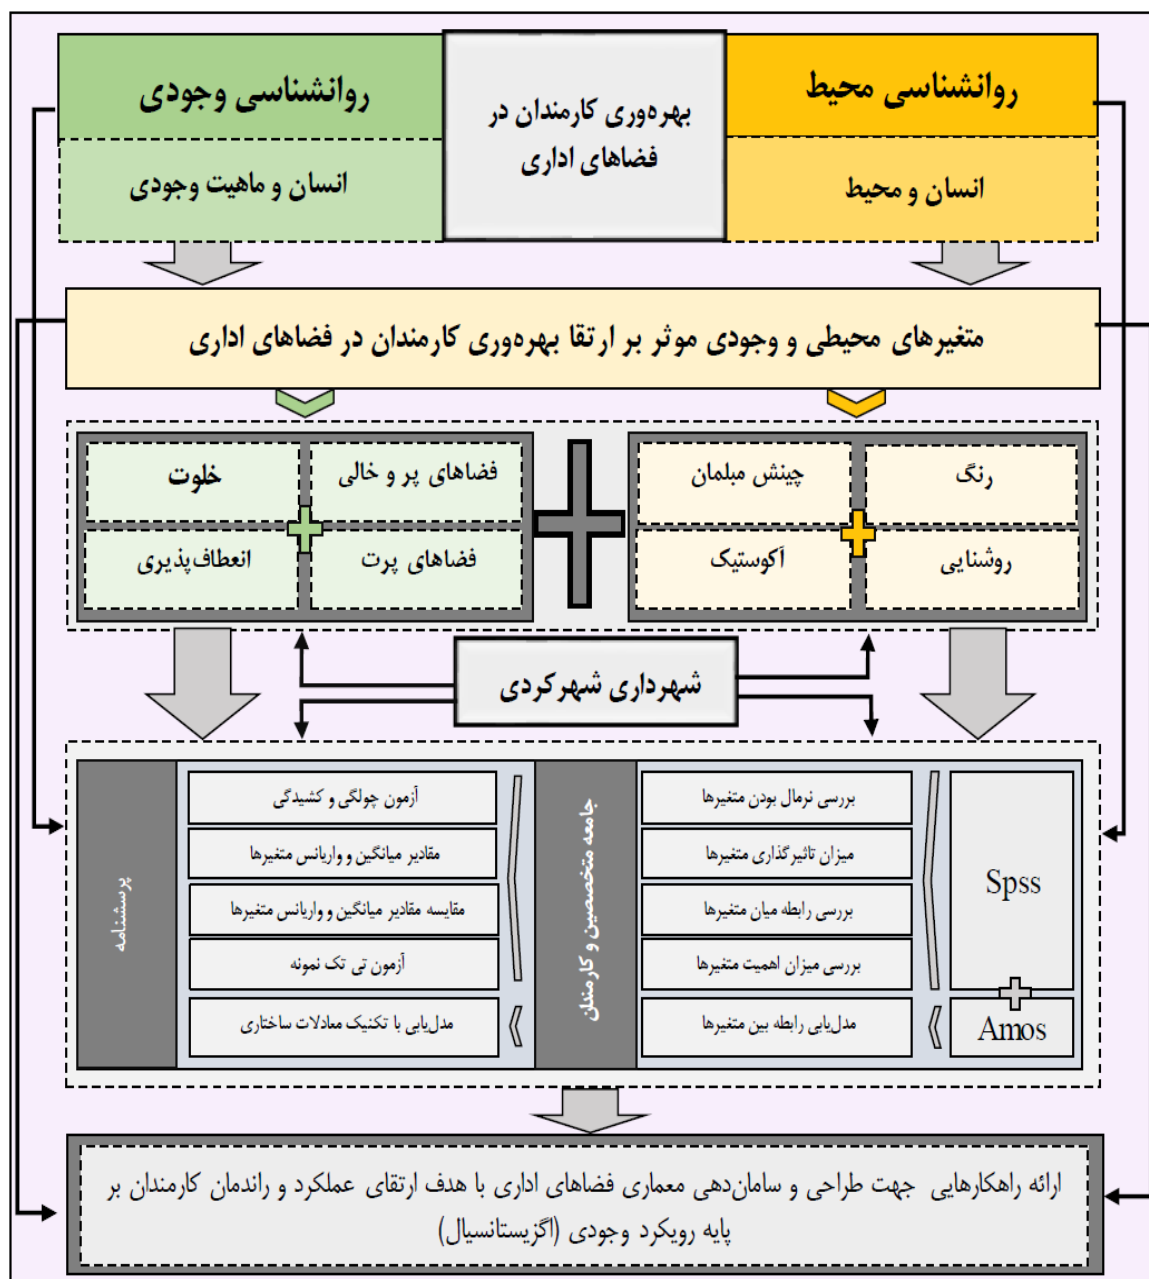 روانشناسی محیط
انسان و محیط
بهره‌وری کارمندان در
فضاهای اداری
روانشناسی وجودی
انسان و ماهیت وجودی
متغیرهای محیطی و وجودی موثر بر ارتقا بهره‌وری کارمندان در فضاهای اداری
رنگ
چینش مبلمان
روشنایی
آکوستیک
فضاهای پر و خالی
خلوت
فضاهای پرت
انعطاف‌پذیری
شهرداری شهرکردی
Spss
Amos
بررسی نرمال بودن متغیرها
میزان تاثیرگذاری متغیرها
بررسی رابطه میان متغیرها
بررسی میزان اهمیت متغیرها
مدل‌یابی رابطه بین متغیرها
جامعه متخصصین و کارمندان
آزمون چولگی و کشیدگی
مقادیر میانگین و واریانس متغیرها
مقایسه مقادیر میانگین و واریانس متغیرها
آزمون تی تک نمونه
مدل‌یابی با تکنیک معادلات ساختاری
پرسشنامه
ارائه راهکارهایی جهت طراحی و سامان‌دهی معماری فضاهای اداری با هدف ارتقای عملکرد و راندمان کارمندان بر
پایه رویکرد وجودی (اگزیستانسیال)